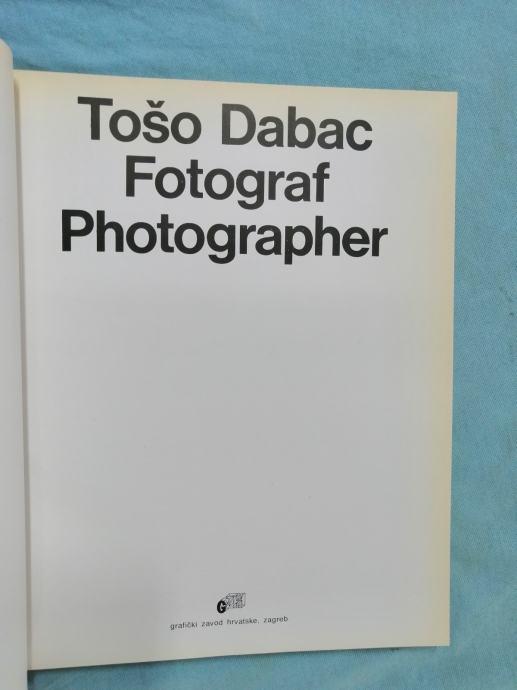 Tošo Dabac
Fotograf
Photographer
grafički zavod hrvatske, zagreb